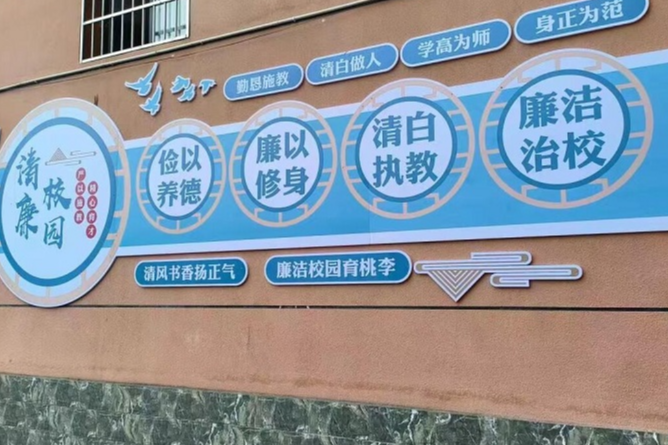 勤恳施教
清白做人
学高为师
身正为范
清廉
校园
俭以
养德
廉以
修身
清白
执教
廉洁
治校
清风书香扬正气
廉洁校园育桃李